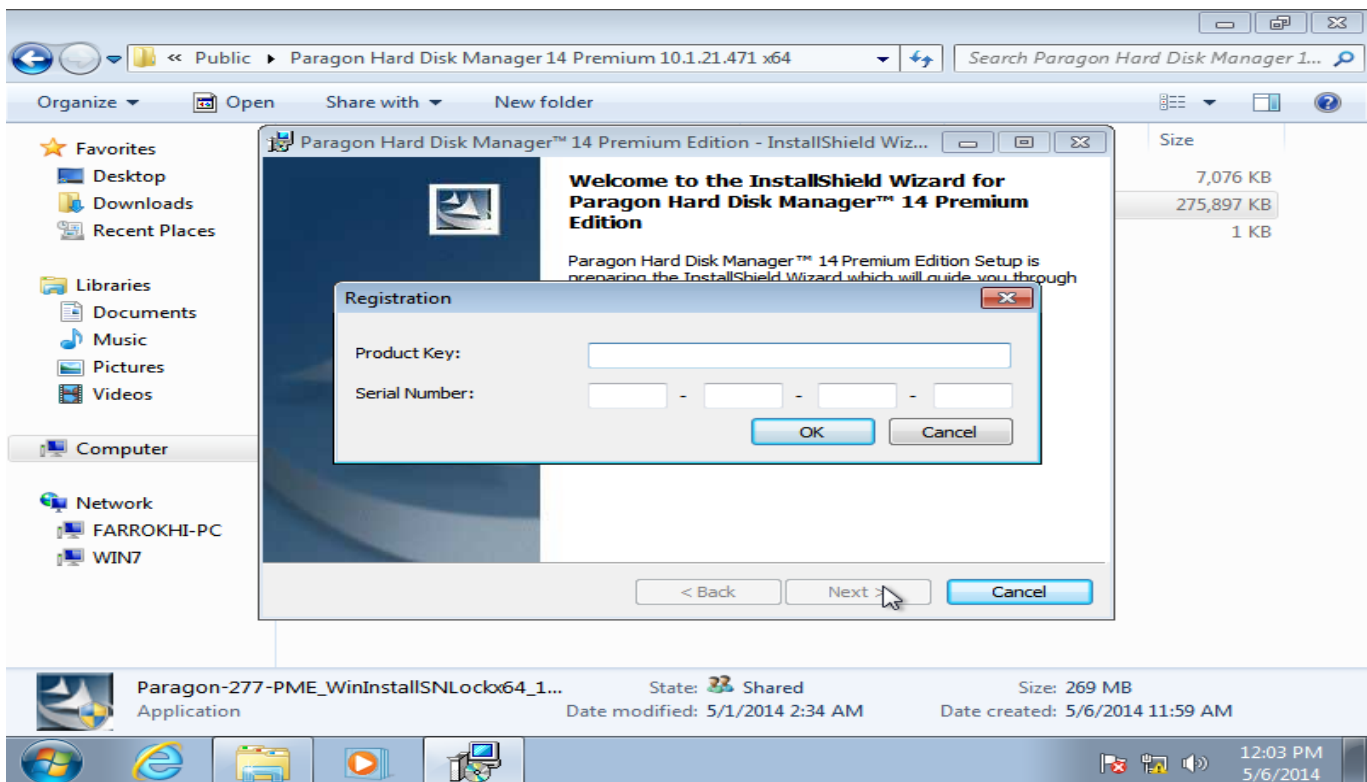 « Public ▸ Paragon Hard Disk Manager 14 Premium 10.1.21.471 x64
Search Paragon Hard Disk Manager 1...
Organize
Open
Share with
New folder
Favorites
Desktop
Downloads
Recent Places
Libraries
Documents
Music
Pictures
Videos
Computer
Network
FARROKHI-PC
WIN7
Size
7,076 KB
275,897 KB
1 KB
Paragon Hard Disk Manager™ 14 Premium Edition - InstallShield Wiz...
Welcome to the InstallShield Wizard for
Paragon Hard Disk Manager™ 14 Premium
Edition
Paragon Hard Disk Manager™ 14 Premium Edition Setup is
preparing the InstallShield Wizard which will guide you through
Registration
Product Key:
Serial Number:
- - -
OK
Cancel
< Back
Next >
Cancel
Paragon-277-PME_WinInstallSNLockx64_1...
Application
State: Shared
Date modified: 5/1/2014 2:34 AM
Size: 269 MB
Date created: 5/6/2014 11:59 AM
12:03 PM
5/6/2014